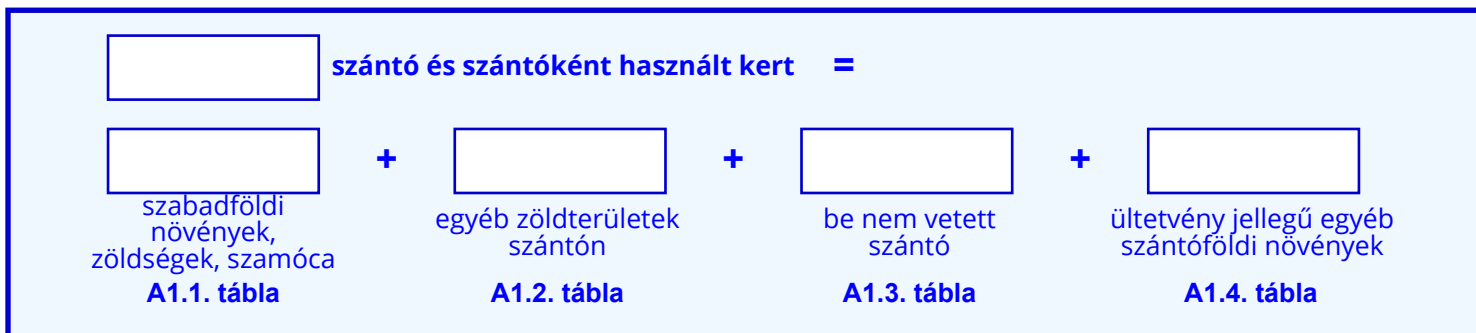 szántó és szántóként használt kert =
+ + +
szabadföldi
növények,
zöldségek, szamóca
A1.1. tábla
egyéb zöldterületek
szántón
A1.2. tábla
be nem vetett
szántó
A1.3. tábla
ültetvény jellegű egyéb
szántóföldi növények
A1.4. tábla